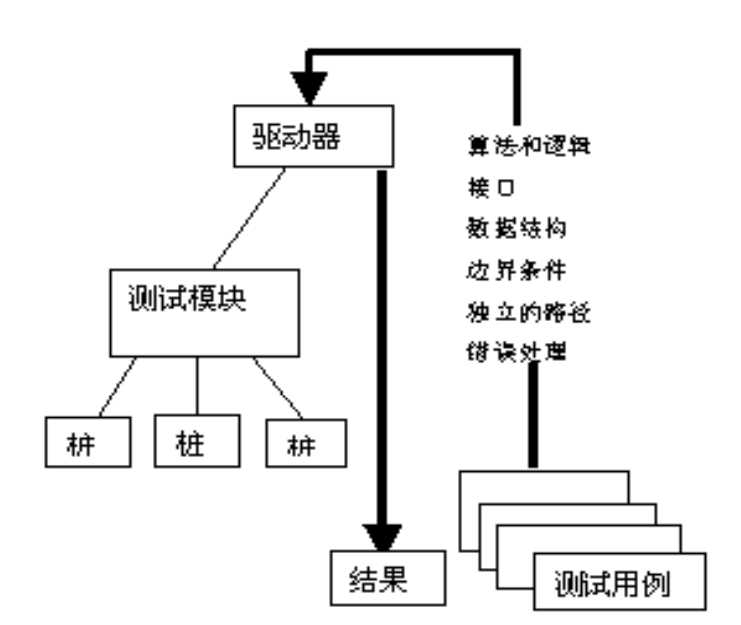 驱动器
算法和逻辑
接口
数据结构
边界条件
独立的路径
错误处理
测试模块
桩
桩
桩
结果
测试用例